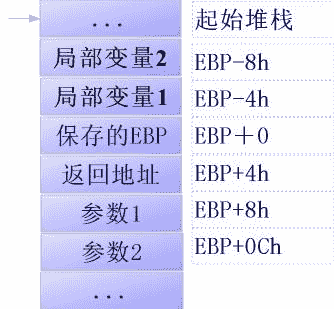 ... 起始堆栈
局部变量2 EBP-8h
局部变量1 EBP-4h
保存的EBP EBP＋0
返回地址 EBP+4h
参数1 EBP+8h
参数2 EBP+0Ch
...